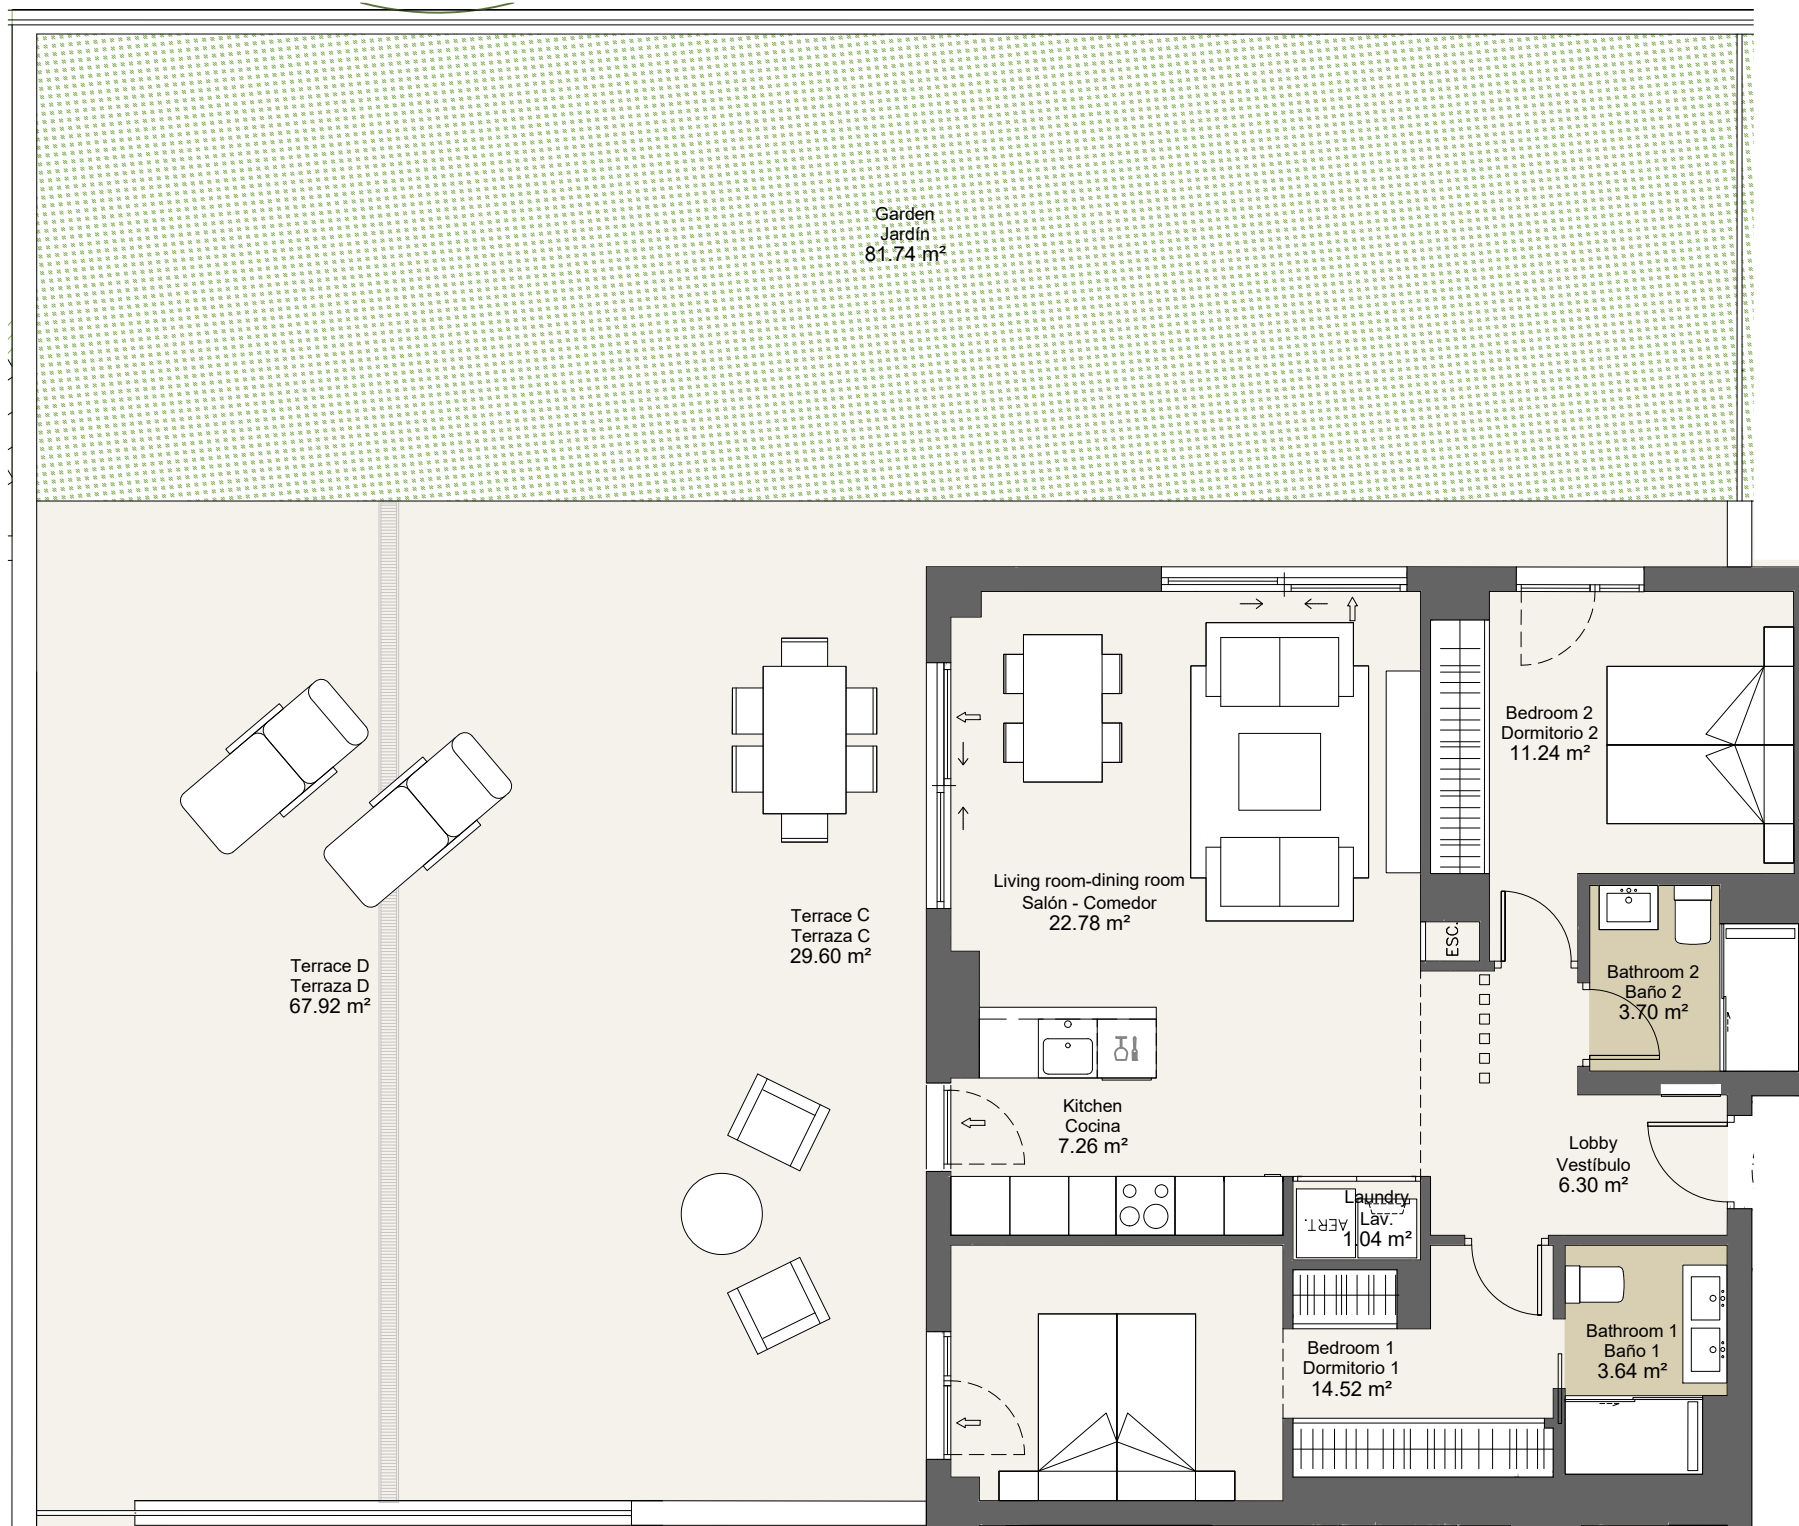 Garden
Jardín
81.74 m²
Bedroom 2
Dormitorio 2
11.24 m²
Living room-dining room
Salón - Comedor
22.78 m²
Terrace C
Terraza C
29.60 m²
ESC.
Terrace D
Terraza D
67.92 m²
Bathroom 2
Baño 2
3.70 m²
Kitchen
Cocina
7.26 m²
Lobby
Vestíbulo
6.30 m²
Laundry
Lav.
1.04 m²
AERT.
Bathroom 1
Baño 1
3.64 m²
Bedroom 1
Dormitorio 1
14.52 m²